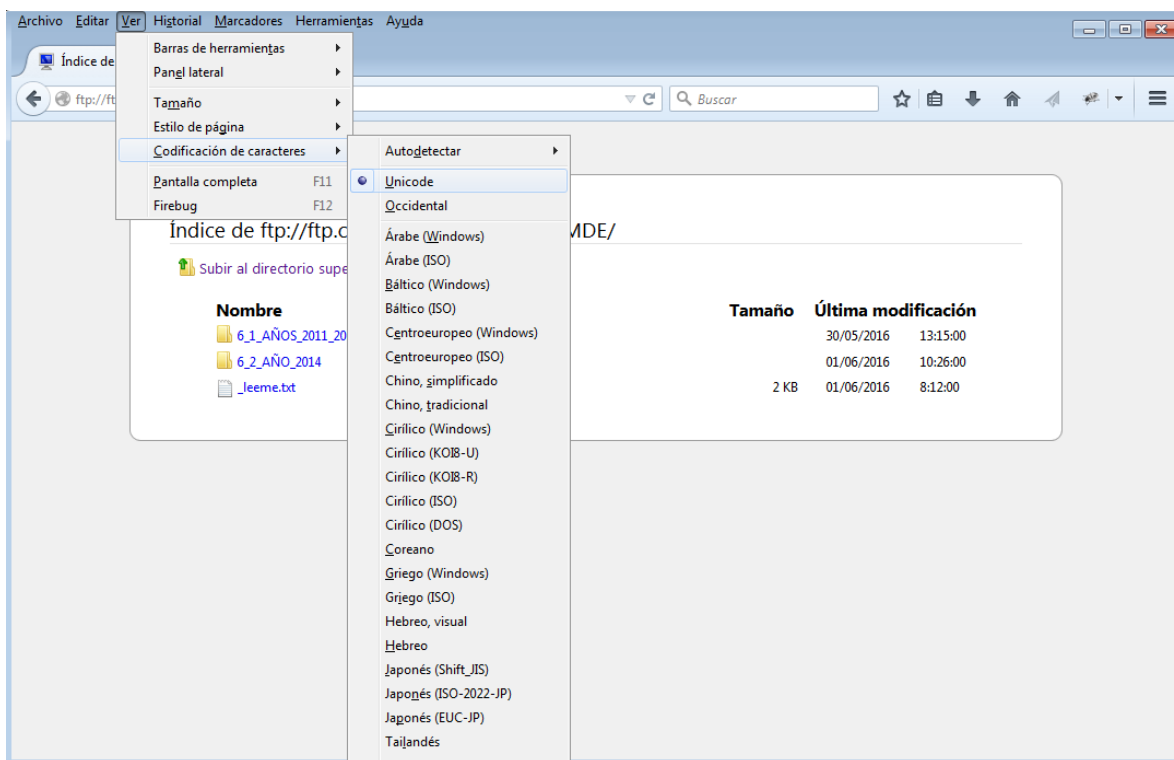 Archivo Editar Ver Historial Marcadores Herramientas Ayuda
Índice de
ftp://ft
Buscar
Barras de herramientas
Panel lateral
Tamaño
Estilo de página
Codificación de caracteres
Pantalla completa F11
Firebug F12
Autodetectar
Unicode
Occidental
Árabe (Windows)
Árabe (ISO)
Báltico (Windows)
Báltico (ISO)
Centroeuropeo (Windows)
Centroeuropeo (ISO)
Chino, simplificado
Chino, tradicional
Cirílico (Windows)
Cirílico (KOI8-U)
Cirílico (KOI8-R)
Cirílico (ISO)
Cirílico (DOS)
Coreano
Griego (Windows)
Griego (ISO)
Hebreo, visual
Hebreo
Japonés (Shift_JIS)
Japonés (ISO-2022-JP)
Japonés (EUC-JP)
Tailandés
Índice de ftp://ftp.c MDE/
Subir al directorio supe
Nombre Tamaño Última modificación
6_1_AÑOS_2011_20 30/05/2016 13:15:00
6_2_AÑO_2014 01/06/2016 10:26:00
_leeme.txt 2 KB 01/06/2016 8:12:00